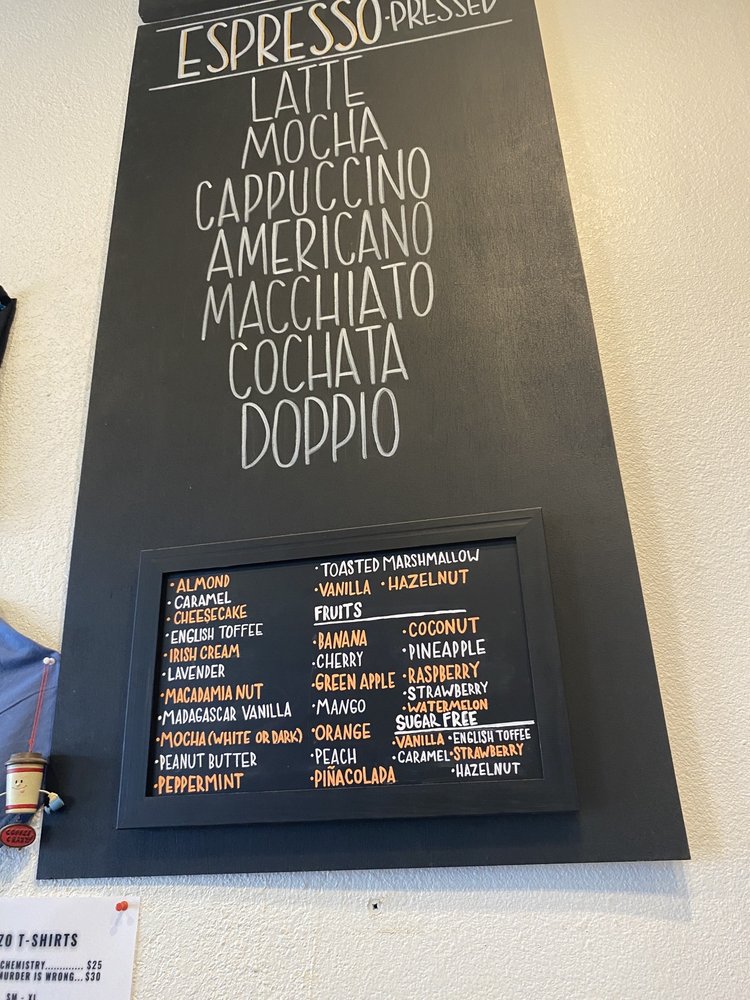 ESPRESSO·PRESSED
LATTE
MOCHA
CAPPUCCINO
AMERICANO
MACCHIATO
COCHATA
DOPPIO
·ALMOND
·CARAMEL
·CHEESECAKE
·ENGLISH TOFFEE
·IRISH CREAM
·LAVENDER
·MACADAMIA NUT
·MADAGASCAR VANILLA
·MOCHA (WHITE OR DARK)
·PEANUT BUTTER
·PEPPERMINT
·TOASTED MARSHMALLOW
·VANILLA ·HAZELNUT
FRUITS
·BANANA
·CHERRY
·GREEN APPLE
·MANGO
·ORANGE
·PEACH
·PIÑACOLADA
·COCONUT
·PINEAPPLE
·RASPBERRY
·STRAWBERRY
·WATERMELON
SUGAR FREE
·VANILLA ·ENGLISH TOFFEE
·CARAMEL ·STRAWBERRY
·HAZELNUT
ZO T-SHIRTS
CHEMISTRY............. $25
MURDER IS WRONG... $30
SM - XL